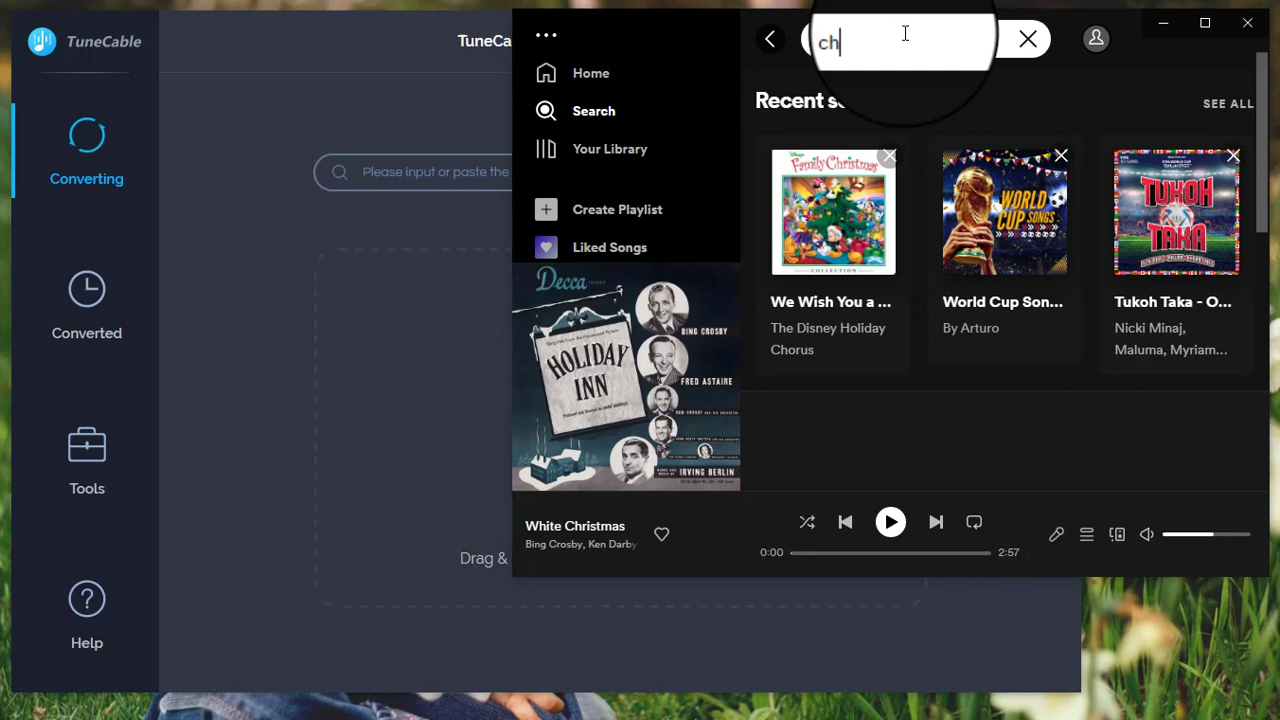 TuneCable
Converting
Converted
Tools
Help
TuneCa
Please input or paste the
Drag &
Home
Search
Your Library
Create Playlist
Liked Songs
Decca
BING CROSBY
FRED ASTAIRE
HOLIDAY
INN
IRVING BERLIN
White Christmas
Bing Crosby, Ken Darby
ch
Recent s
SEE ALL
Disney's
Family Christmas
COLLECTION
We Wish You a ...
The Disney Holiday
Chorus
WORLD
CUP SONGS
World Cup Son...
By Arturo
TUKOH
TAKA
Tukoh Taka - O...
Nicki Minaj,
Maluma, Myriam...
0:00
2:57